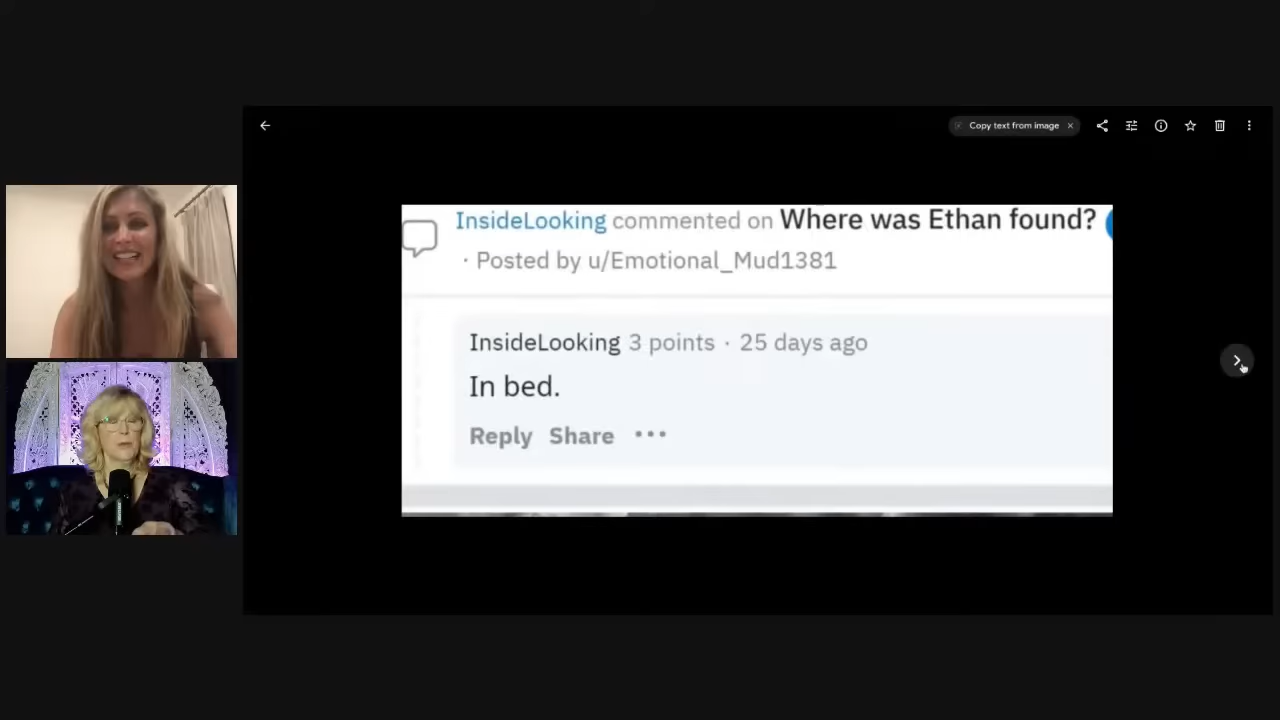 Copy text from image
InsideLooking commented on Where was Ethan found?
· Posted by u/Emotional_Mud1381
InsideLooking 3 points · 25 days ago
In bed.
Reply Share ···